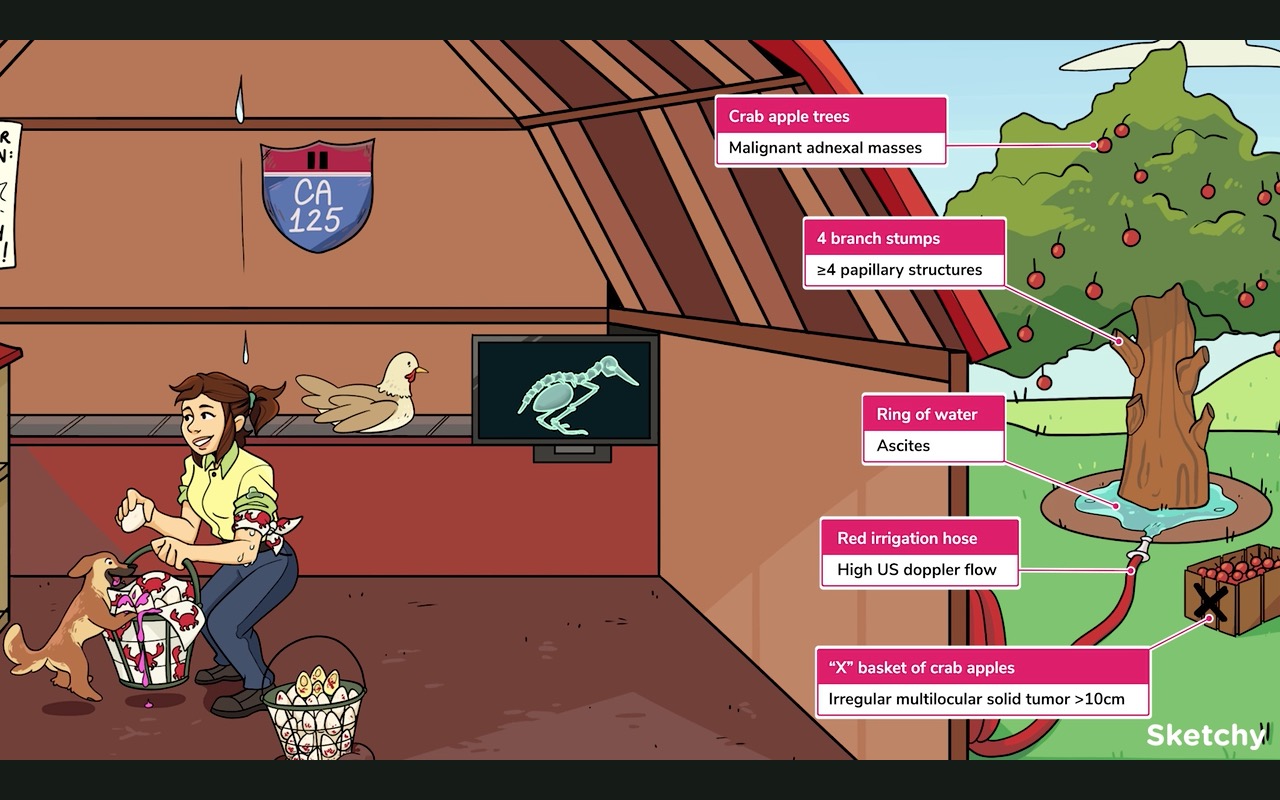 R
N:
!
CA
125
Crab apple trees
Malignant adnexal masses
4 branch stumps
≥4 papillary structures
Ring of water
Ascites
Red irrigation hose
High US doppler flow
X
“X” basket of crab apples
Irregular multilocular solid tumor >10cm
Sketchy